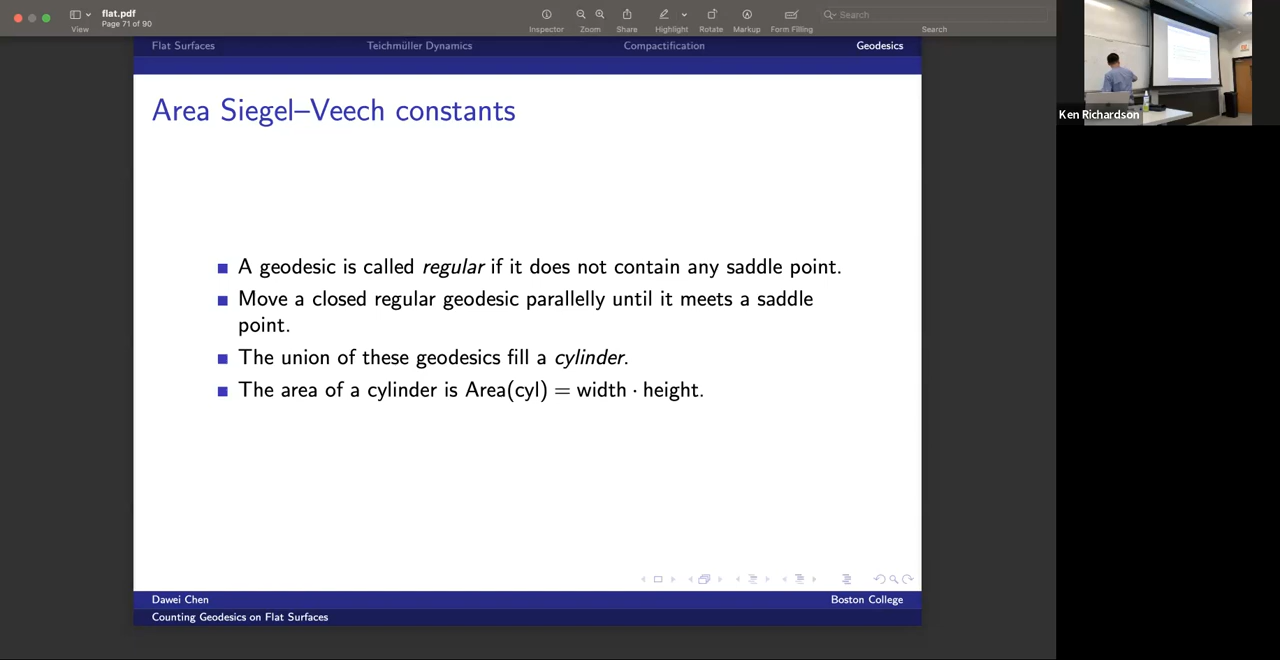 flat.pdf
Page 71 of 90
View
Inspector
Zoom
Share
Highlight
Rotate
Markup
Form Filling
Search
Search
Flat Surfaces
Teichmüller Dynamics
Compactification
Geodesics
Area Siegel–Veech constants
A geodesic is called regular if it does not contain any saddle point.
Move a closed regular geodesic parallelly until it meets a saddle
point.
The union of these geodesics fill a cylinder.
The area of a cylinder is Area(cyl) = width · height.
Dawei Chen
Boston College
Counting Geodesics on Flat Surfaces
Ken Richardson